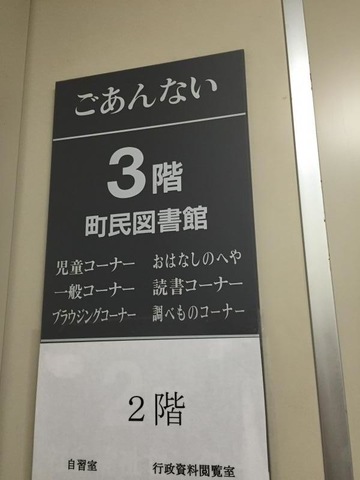 ごあんない
3階
町民図書館
児童コーナー おはなしのへや
一般コーナー 読書コーナー
ブラウジングコーナー 調べものコーナー
2階
自習室 行政資料閲覧室